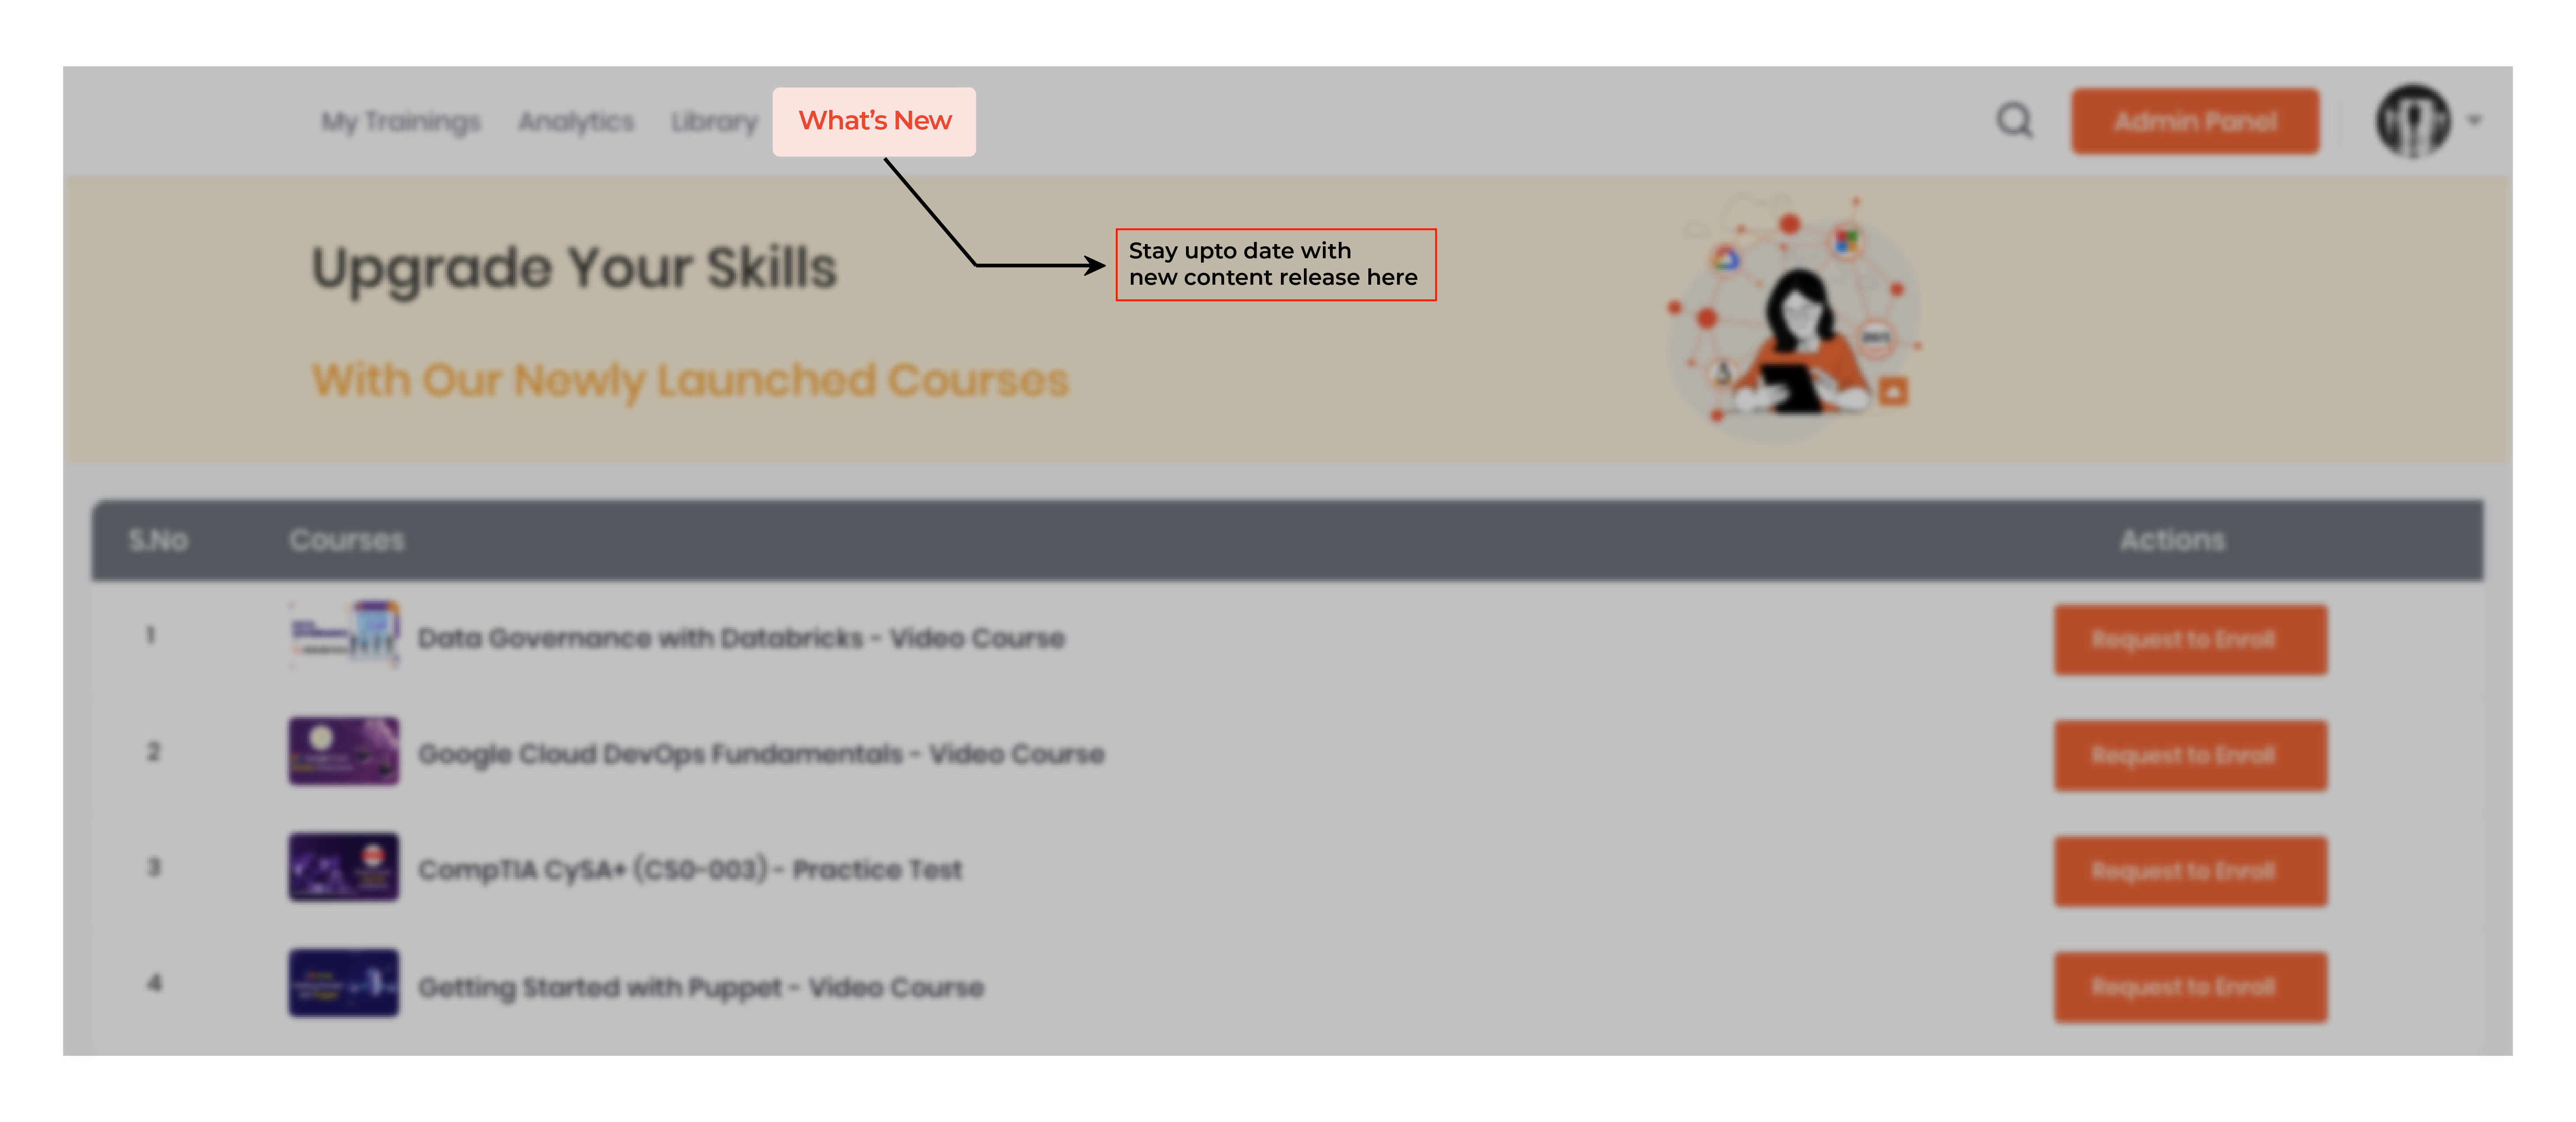 My Trainings Analytics Library What's New Admin Panel
Stay upto date with
new content release here
Upgrade Your Skills
With Our Newly Launched Courses
S.No Courses Actions
1 Data Governance with Databricks - Video Course Request to Enroll
2 Google Cloud DevOps Fundamentals - Video Course Request to Enroll
3 CompTIA CySA+ (CS0-003) - Practice Test Request to Enroll
4 Getting Started with Puppet - Video Course Request to Enroll